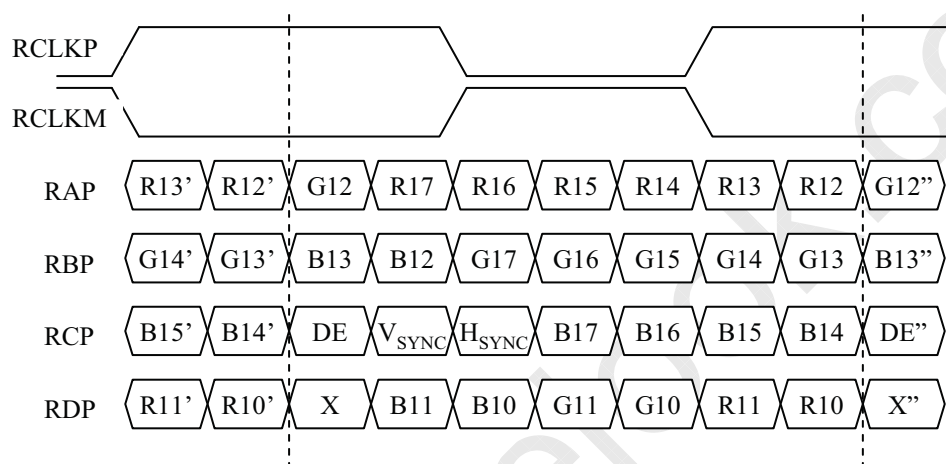 RCLKP
RCLKM
RAP R13’ R12’ G12 R17 R16 R15 R14 R13 R12 G12”
RBP G14’ G13’ B13 B12 G17 G16 G15 G14 G13 B13”
RCP B15’ B14’ DE VSYNC HSYNC B17 B16 B15 B14 DE”
RDP R11’ R10’ X B11 B10 G11 G10 R11 R10 X”